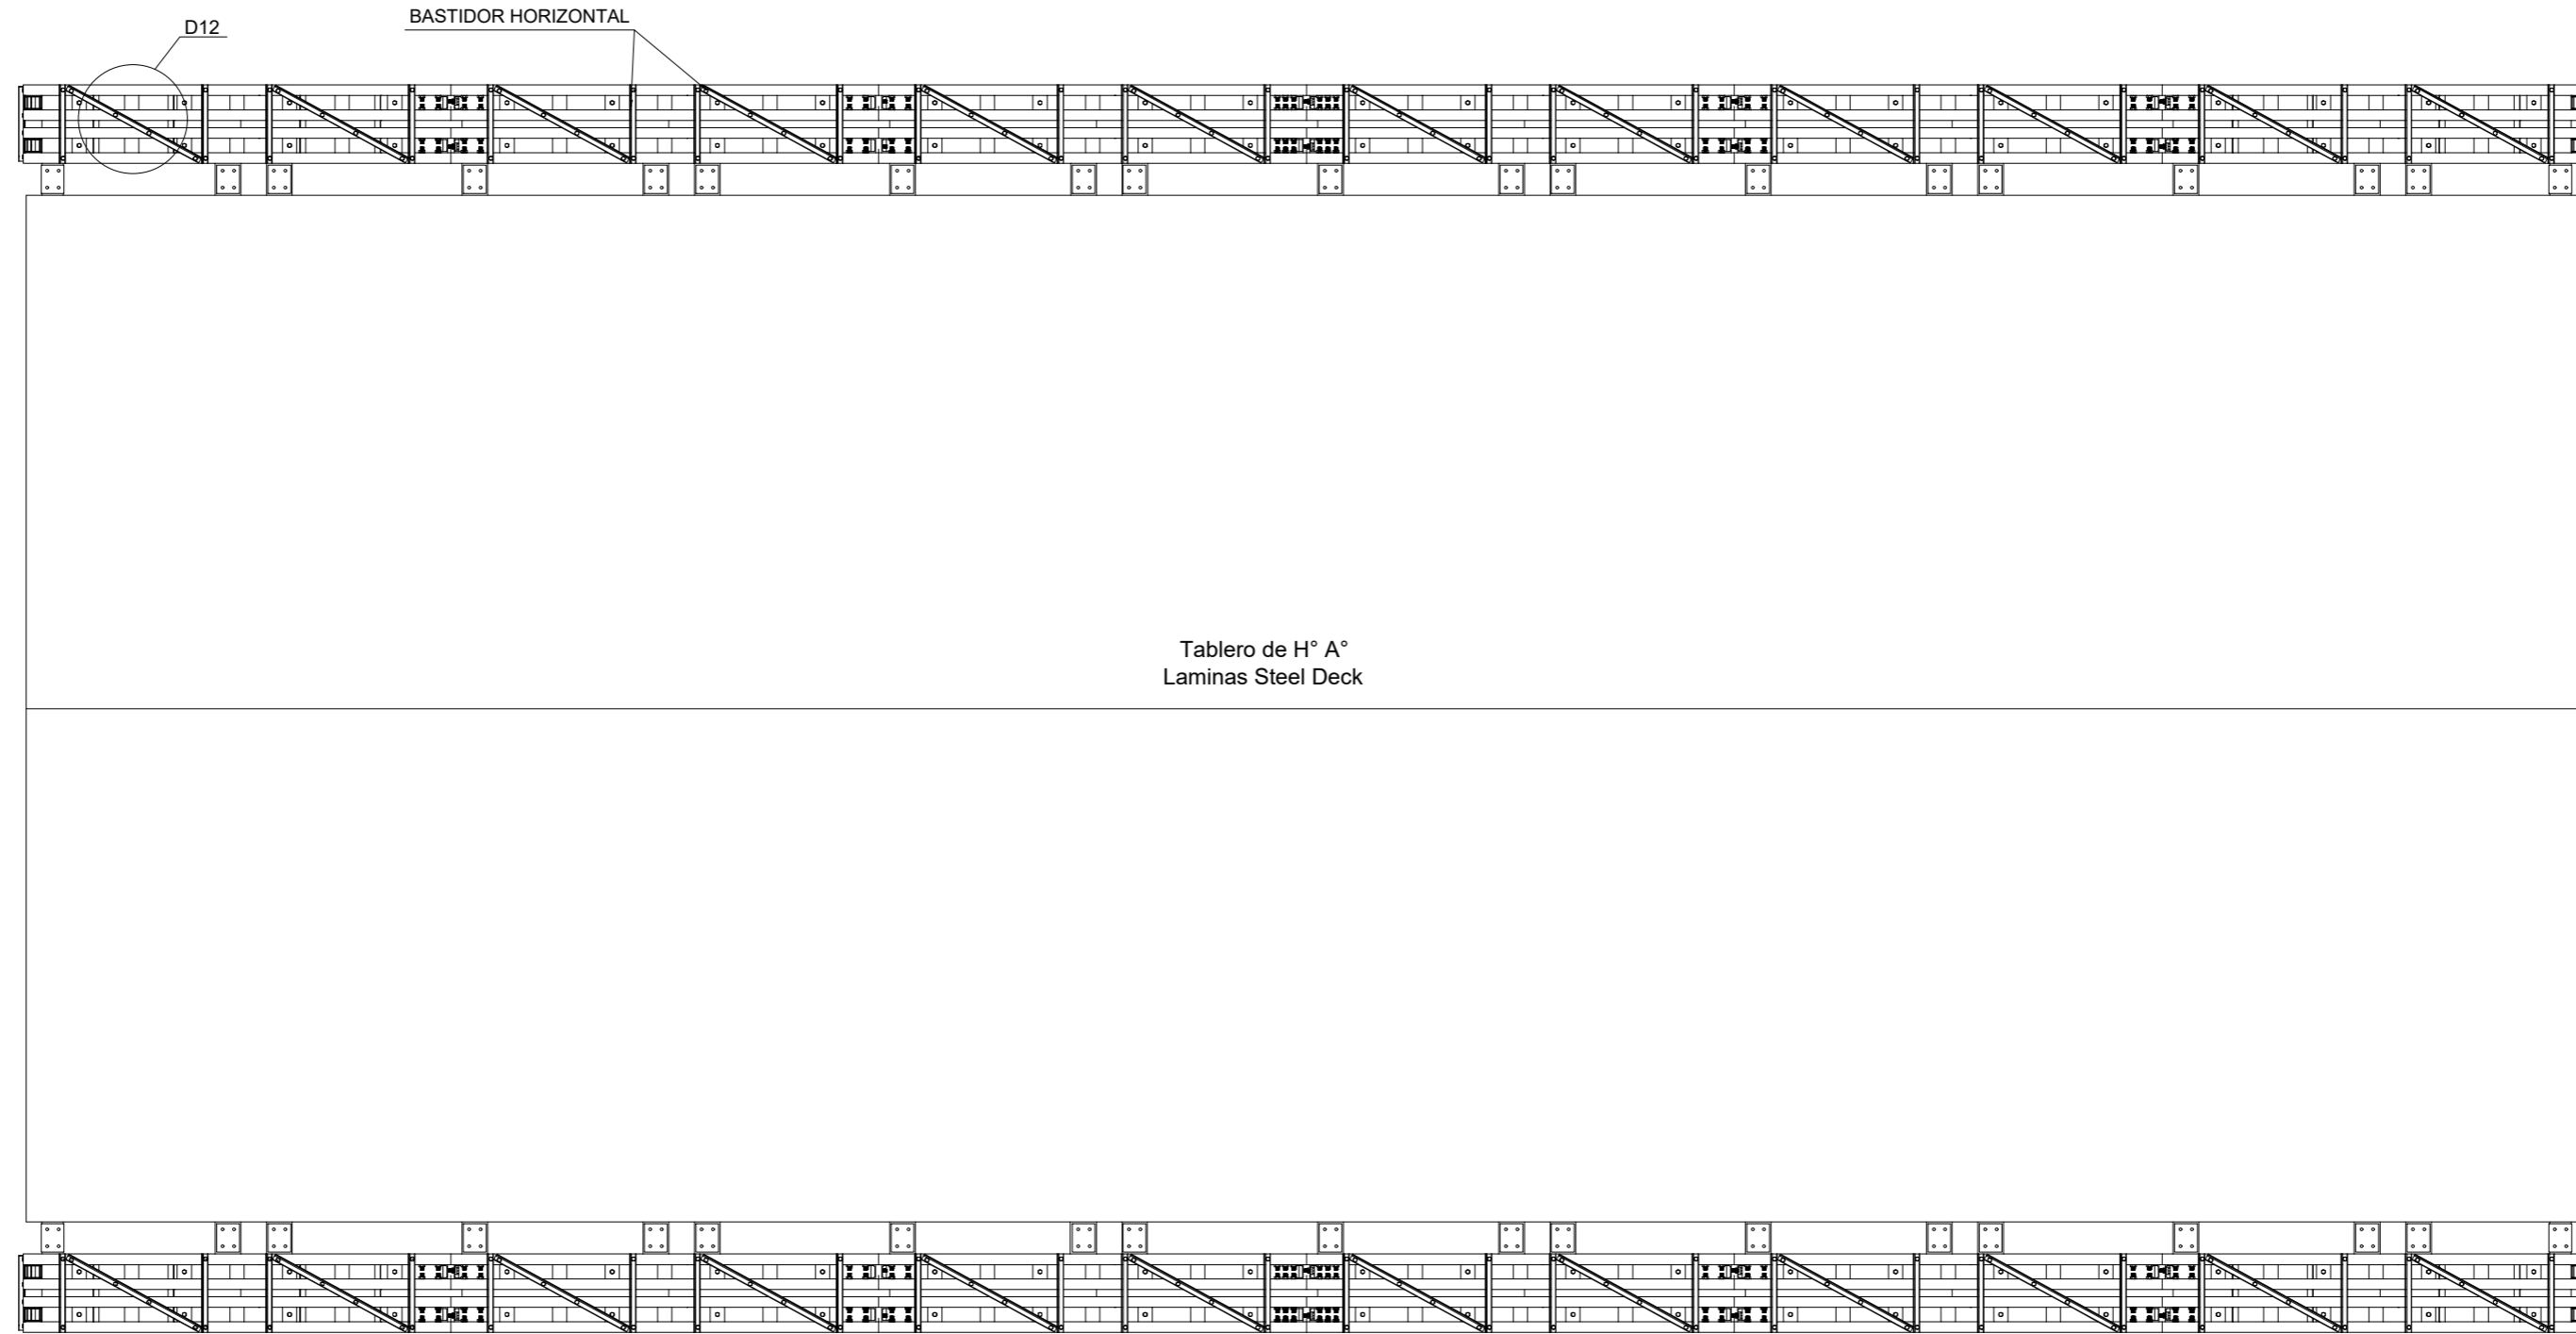 BASTIDOR HORIZONTAL
D12
Tablero de H° A°
Laminas Steel Deck